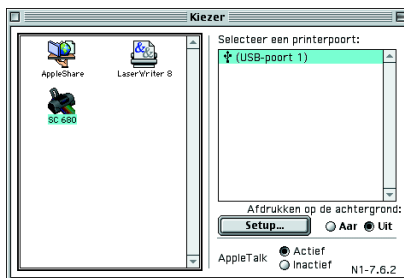 Kiezer
AppleShare
LaserWriter 8
SC 680
Selecteer een printerpoort:
(USB-poort 1)
Afdrukken op de achtergrond:
Setup...
Aar
Uit
AppleTalk
Actief
Inactief
N1-7.6.2